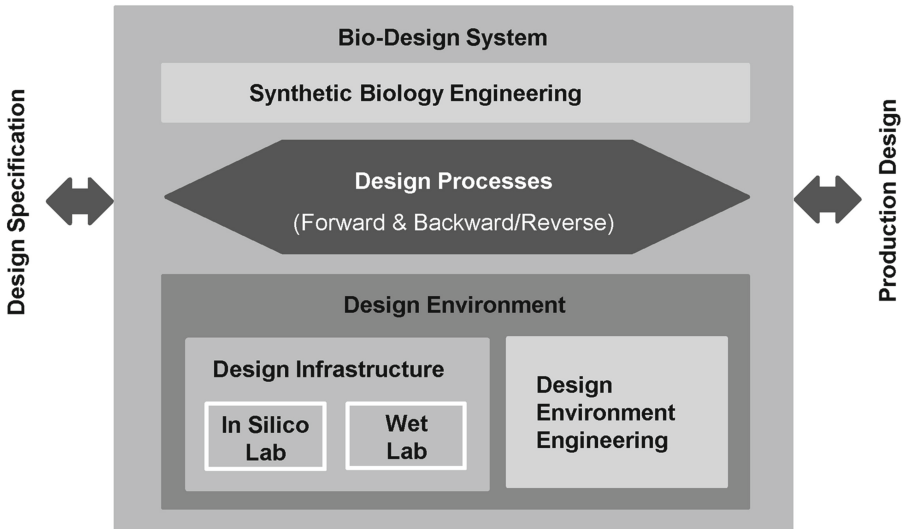 Bio-Design System
Synthetic Biology Engineering
Design Specification
Design Processes
(Forward & Backward/Reverse)
Production Design
Design Environment
Design Infrastructure
In Silico
Lab
Wet
Lab
Design
Environment
Engineering